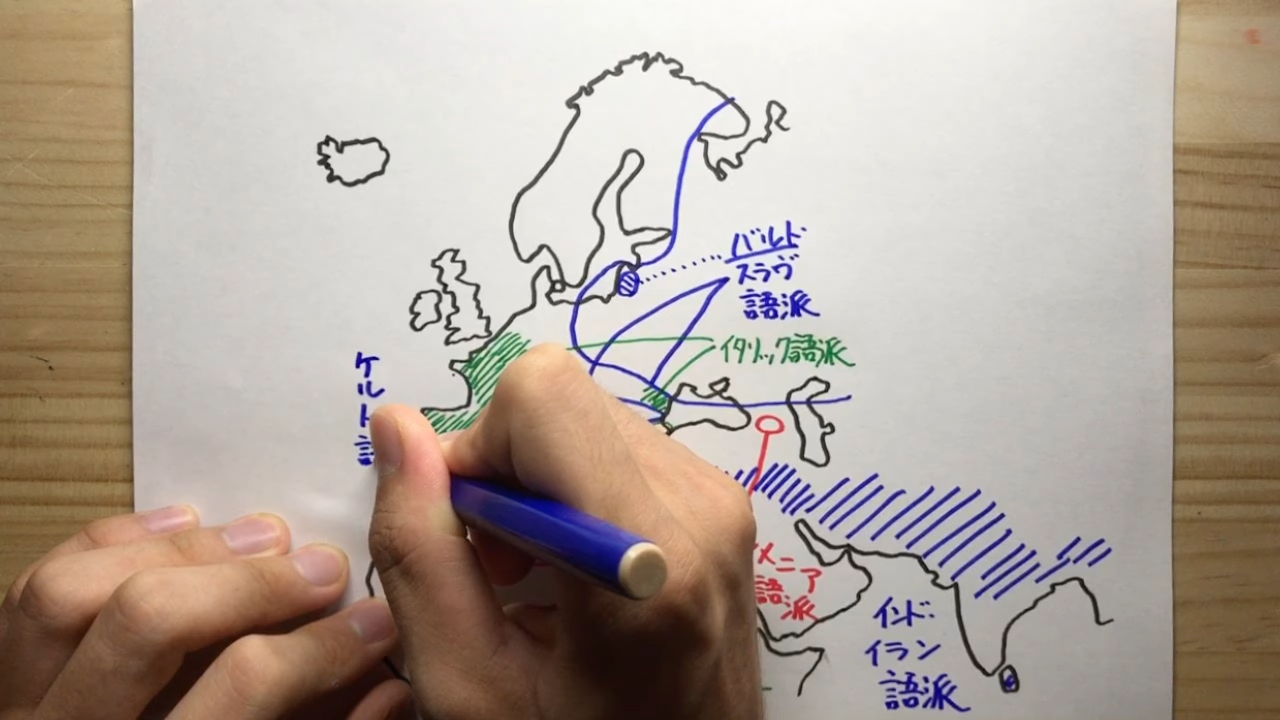 バルト
スラヴ
語派
イタリック語派
ケルト語
メニア
語派
インド・
イラン
語派